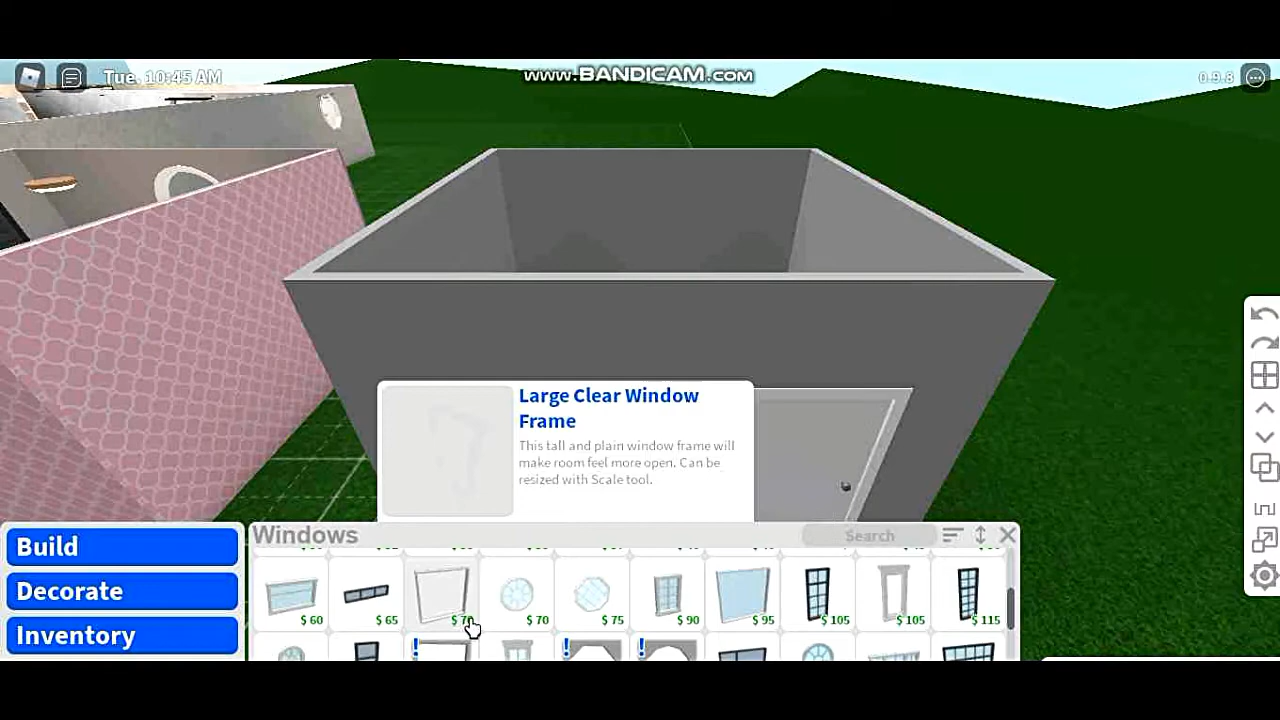 Tue. 10:45 AM
www.BANDICAM.com
0.9.8
Large Clear Window
Frame
This tall and plain window frame will
make room feel more open. Can be
resized with Scale tool.
Build
Decorate
Inventory
Windows
Search
$ 60
$ 65
$ 70
$ 70
$ 75
$ 90
$ 95
$ 105
$ 105
$ 115
!
!
!